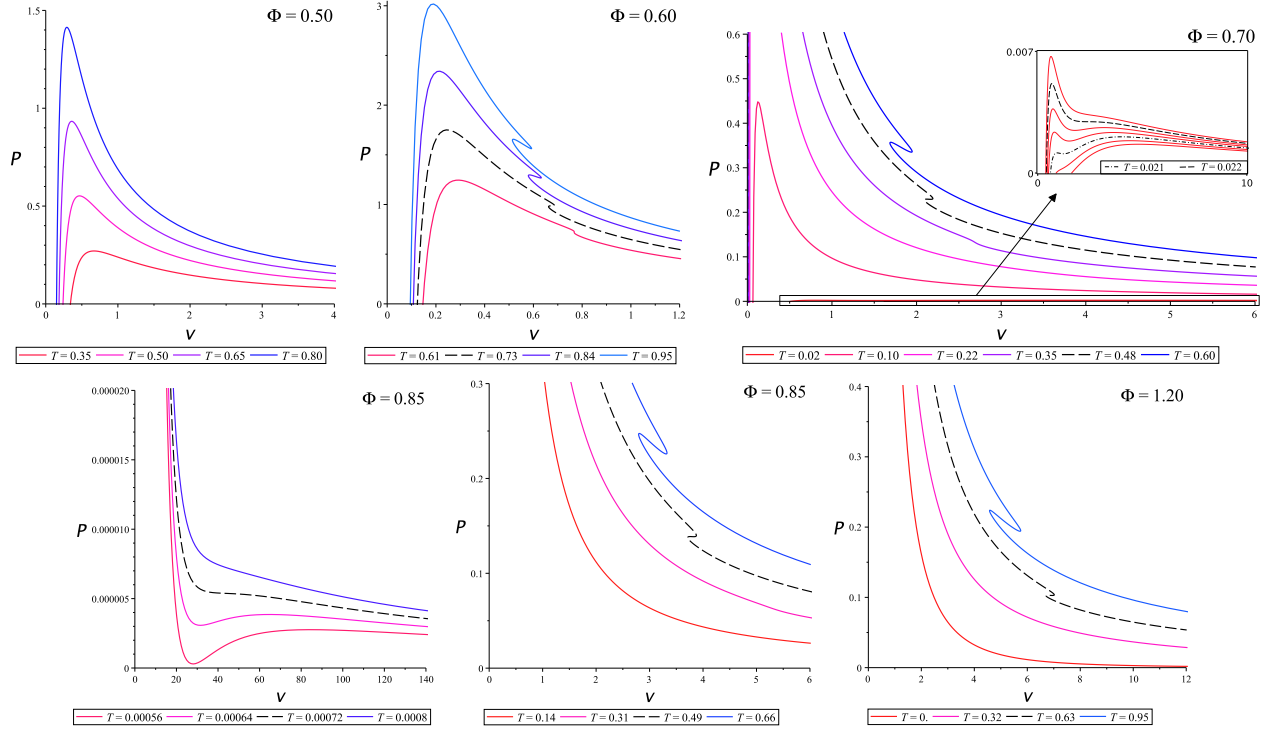 Φ = 0.50
1.5
1
P
0.5
0
0 1 2 3 4
v
T = 0.35 T = 0.50 T = 0.65 T = 0.80
Φ = 0.60
3
2
P
1
0
0 0.2 0.4 0.6 0.8 1 1.2
v
T = 0.61 T = 0.73 T = 0.84 T = 0.95
Φ = 0.70
0.6
0.5
0.4
P
0.3
0.2
0.1
0
0 1 2 3 4 5 6
v
0.007
0
T = 0.021 T = 0.022
0 10
T = 0.02 T = 0.10 T = 0.22 T = 0.35 T = 0.48 T = 0.60
Φ = 0.85
0.000020
0.000015
P
0.000010
0.000005
0
0 20 40 60 80 100 120 140
v
T = 0.00056 T = 0.00064 T = 0.00072 T = 0.0008
Φ = 0.85
0.3
0.2
P
0.1
0
0 1 2 3 4 5 6
v
T = 0.14 T = 0.31 T = 0.49 T = 0.66
Φ = 1.20
0.4
0.3
P
0.2
0.1
0
0 2 4 6 8 10 12
v
T = 0. T = 0.32 T = 0.63 T = 0.95